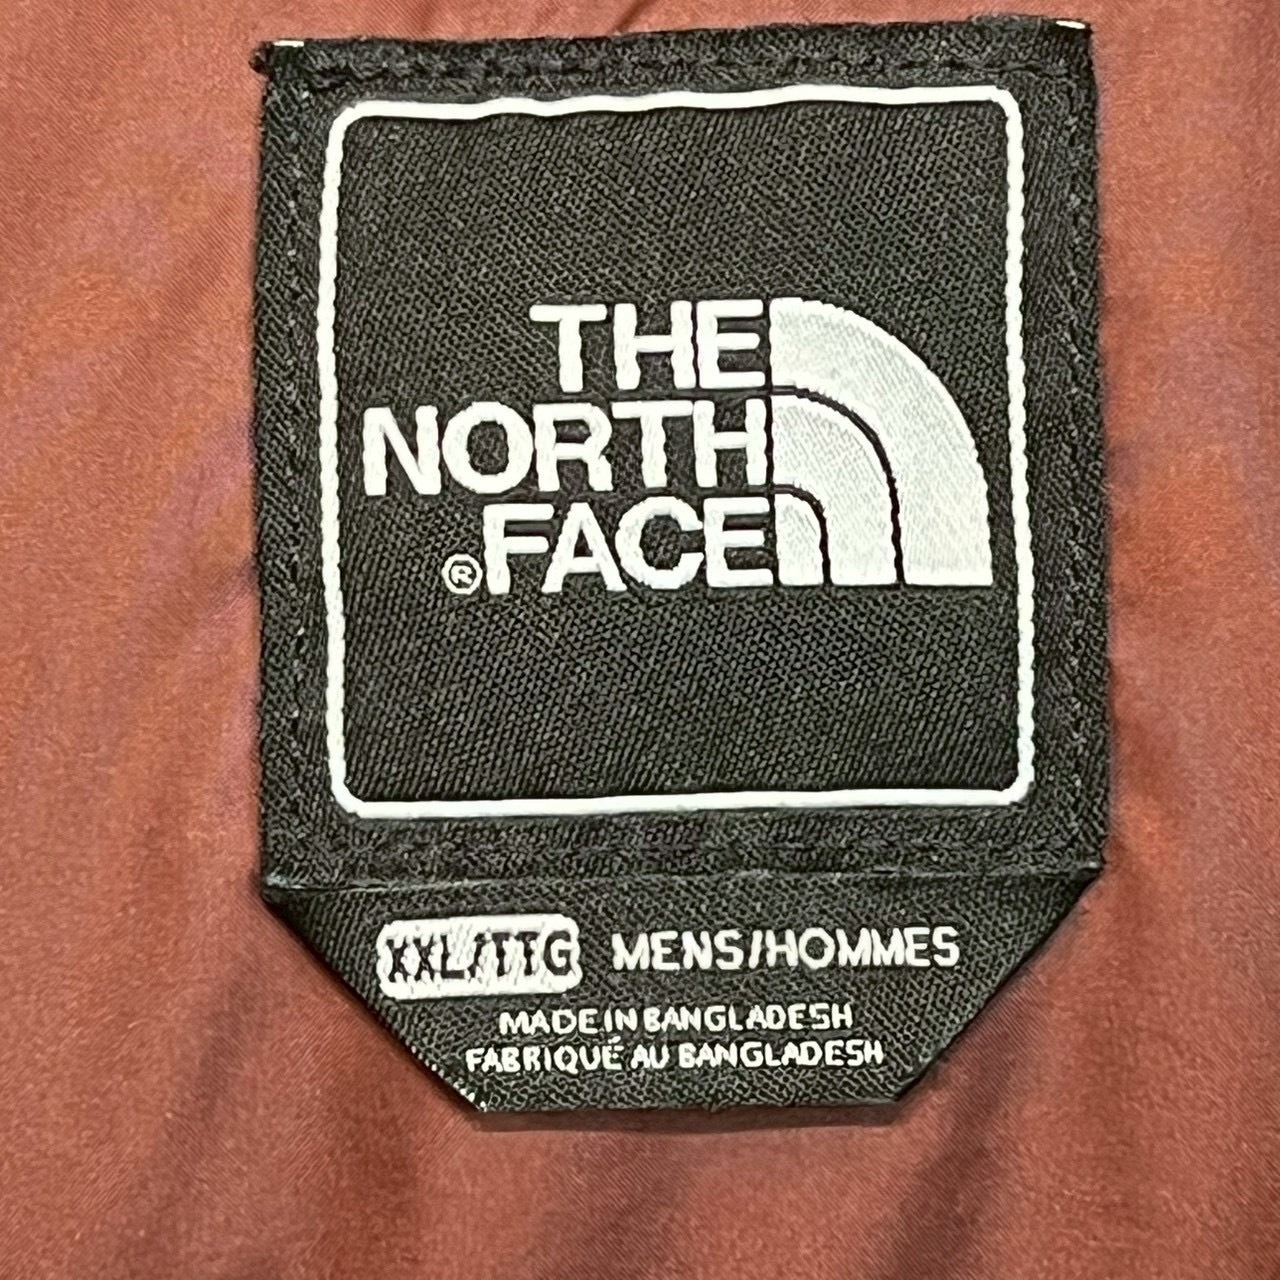 THE
NORTH
®FACE
XXL/TTG MENS/HOMMES
MADE IN BANGLADESH
FABRIQUÉ AU BANGLADESH